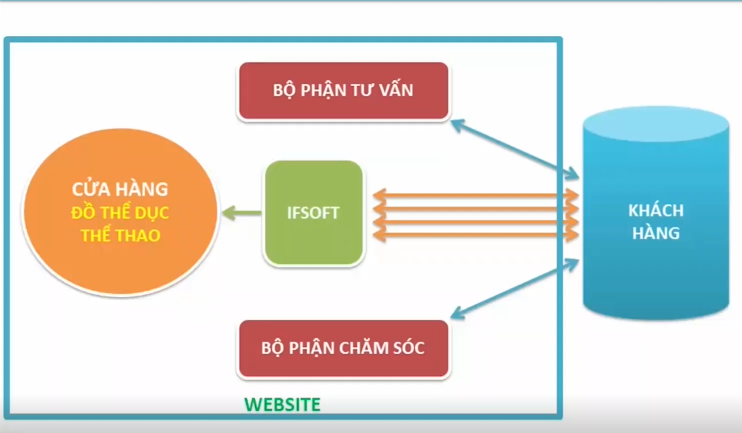 BỘ PHẬN TƯ VẤN
CỬA HÀNG
ĐỒ THỂ DỤC
THỂ THAO
IFSOFT
KHÁCH
HÀNG
BỘ PHẬN CHĂM SÓC
WEBSITE